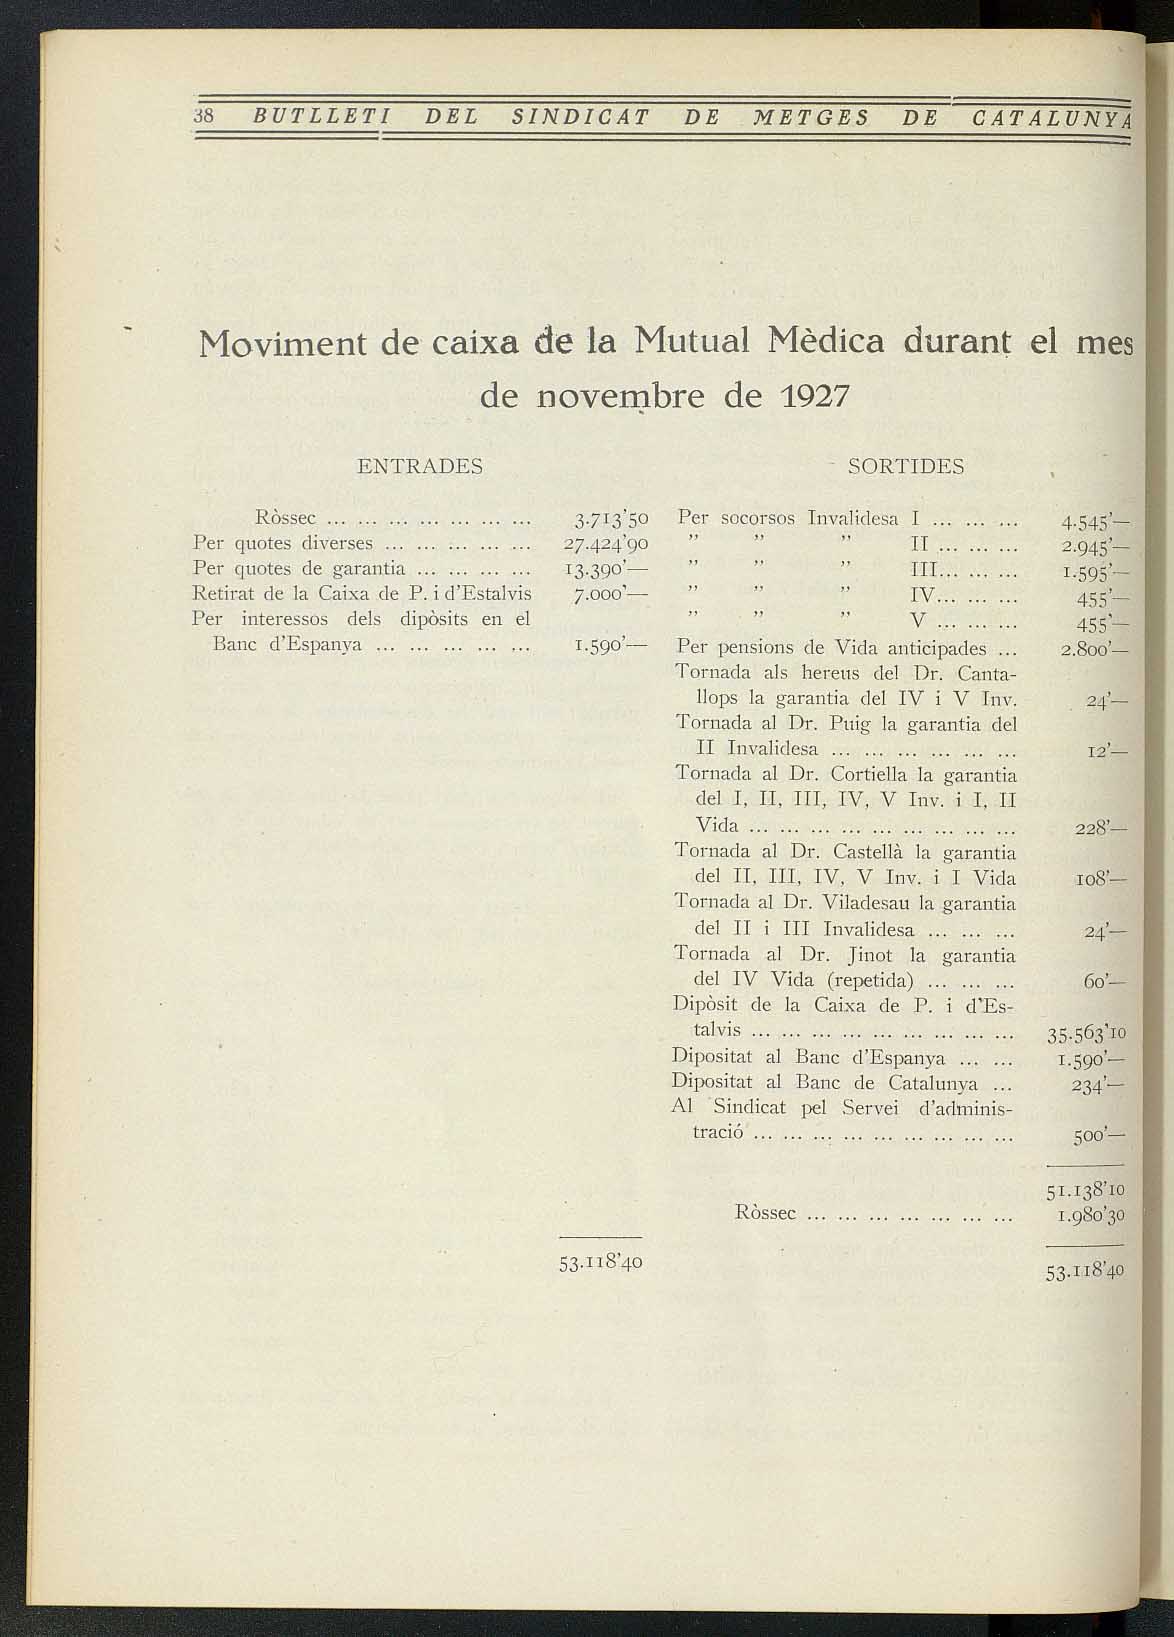 38 BUTLLETI DEL SINDICAT DE METGES DE CATALUNYA
Moviment de caixa de la Mutual Mèdica durant el mes
de novembre de 1927
ENTRADES
Ròssec ... ... ... ... ... ... ... 3.713'50
Per quotes diverses ... ... ... ... ... 27.424'90
Per quotes de garantia ... ... ... ... 13.390'—
Retirat de la Caixa de P. i d'Estalvis 7.000'—
Per interessos dels dipòsits en el
Banc d'Espanya ... ... ... ... ... 1.590'—
53.118'40
SORTIDES
Per socorsos Invalidesa I ... ... ... 4.545'—
" " " II ... ... ... 2.945'—
" " " III... ... ... 1.595'—
" " " IV... ... ... 455'—
" " " V ... ... ... 455'—
Per pensions de Vida anticipades ... 2.800'—
Tornada als hereus del Dr. Canta-
llops la garantia del IV i V Inv. 24'—
Tornada al Dr. Puig la garantia del
II Invalidesa ... ... ... ... ... ... 12'—
Tornada al Dr. Cortiella la garantia
del I, II, III, IV, V Inv. i I, II
Vida ... ... ... ... ... ... ... ... ... 228'—
Tornada al Dr. Castellà la garantia
del II, III, IV, V Inv. i I Vida 108'—
Tornada al Dr. Viladesau la garantia
del II i III Invalidesa ... ... ... 24'—
Tornada al Dr. Jinot la garantia
del IV Vida (repetida) ... ... ... 60'—
Dipòsit de la Caixa de P. i d'Es-
talvis ... ... ... ... ... ... ... ... ... 35.563'10
Dipositat al Banc d'Espanya ... ... 1.590'—
Dipositat al Banc de Catalunya ... 234'—
Al Sindicat pel Servei d'adminis-
tració ... ... ... ... ... ... ... ... ... 500'—
51.138'10
Ròssec ... ... ... ... ... ... ... 1.980'30
53.118'40